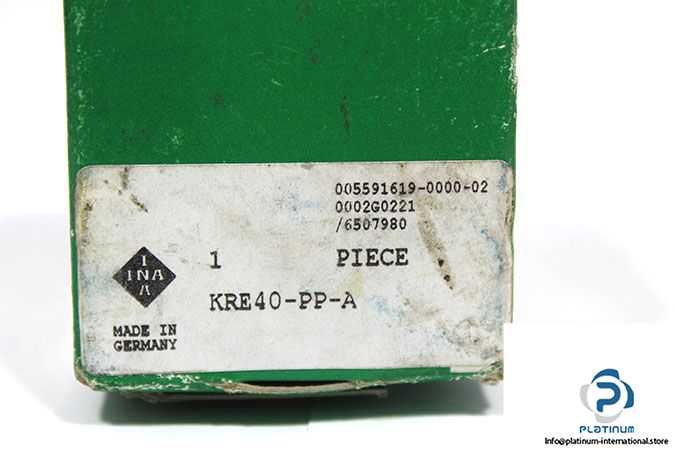 005591619-0000-02
0002G0221
/6507980
1 PIECE
I
INA
A
KRE40-PP-A
MADE IN
GERMANY
PLATINUM
Info@platinum-international.store